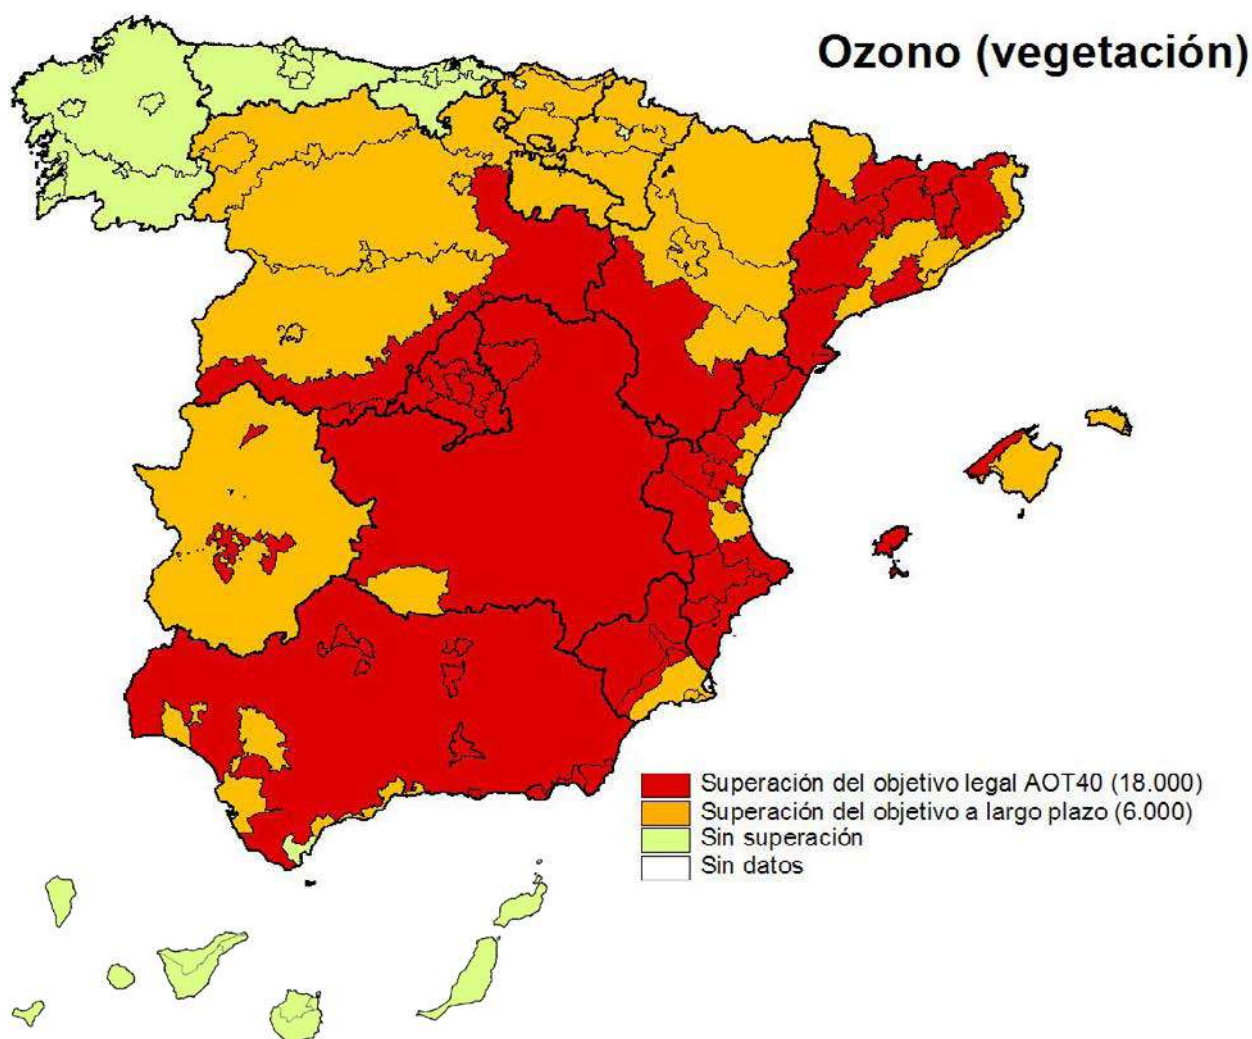 Ozono (vegetación)
Superación del objetivo legal AOT40 (18.000)
Superación del objetivo a largo plazo (6.000)
Sin superación
Sin datos